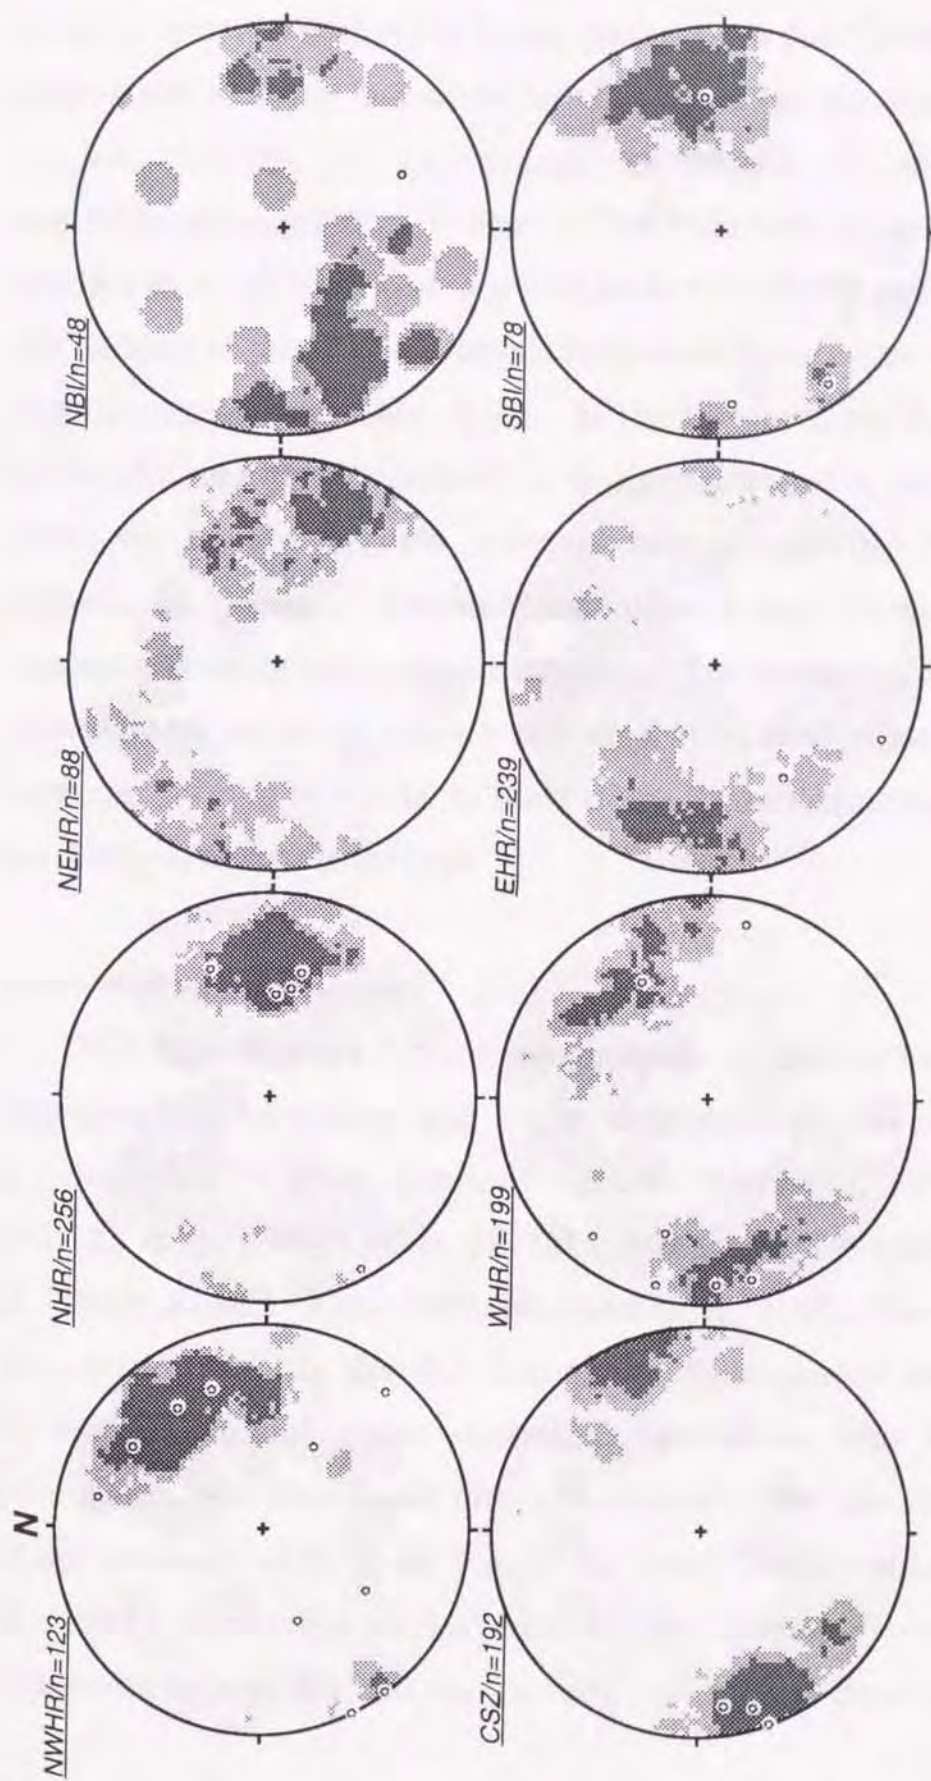 N
NWHR/n=123
NHR/n=256
NEHR/n=88
NBI/n=48
CSZ/n=192
WHR/n=199
EHR/n=239
SBI/n=78